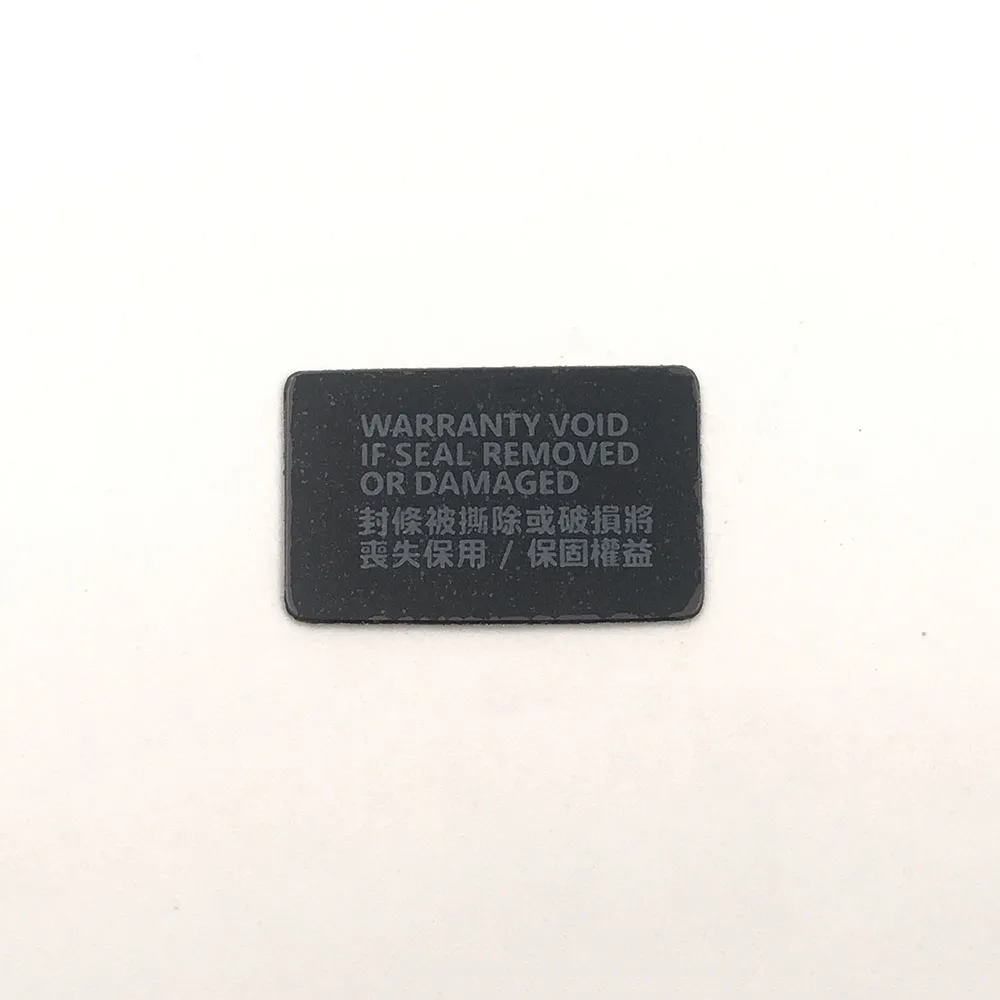 WARRANTY VOID
IF SEAL REMOVED
OR DAMAGED
封條被撕除或破損將
喪失保用 / 保固權益